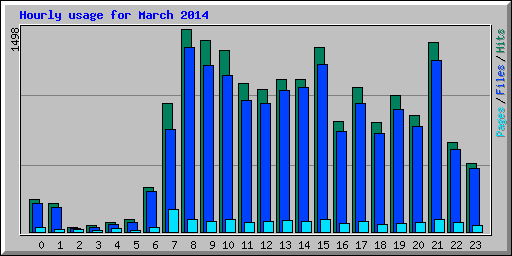 Hourly usage for March 2014
1498
Pages/Files/Hits
0 1 2 3 4 5 6 7 8 9 10 11 12 13 14 15 16 17 18 19 20 21 22 23